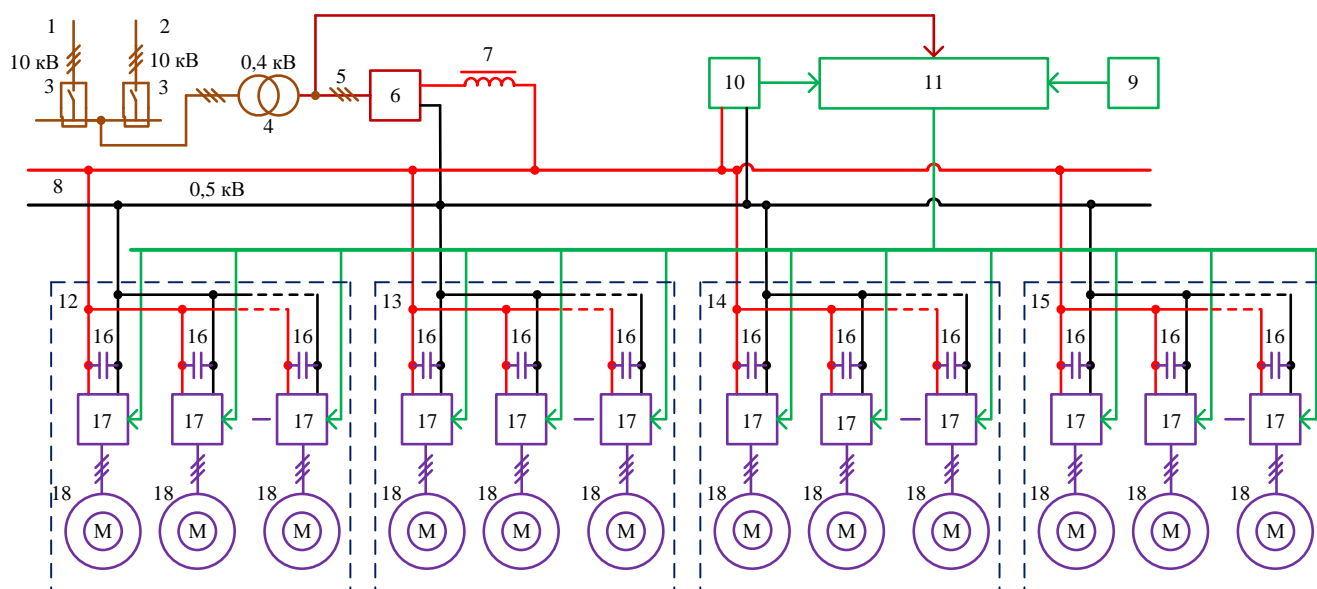 1 2
10 кВ 10 кВ
3 3
0,4 кВ
4
5
6
7
10 11 9
8 0,5 кВ
12 13 14 15
16 16 16 16 16 16 16 16 16 16 16 16
17 17 17 17 17 17 17 17 17 17 17 17
18 18 18 18 18 18 18 18 18 18 18 18
М М М М М М М М М М М М